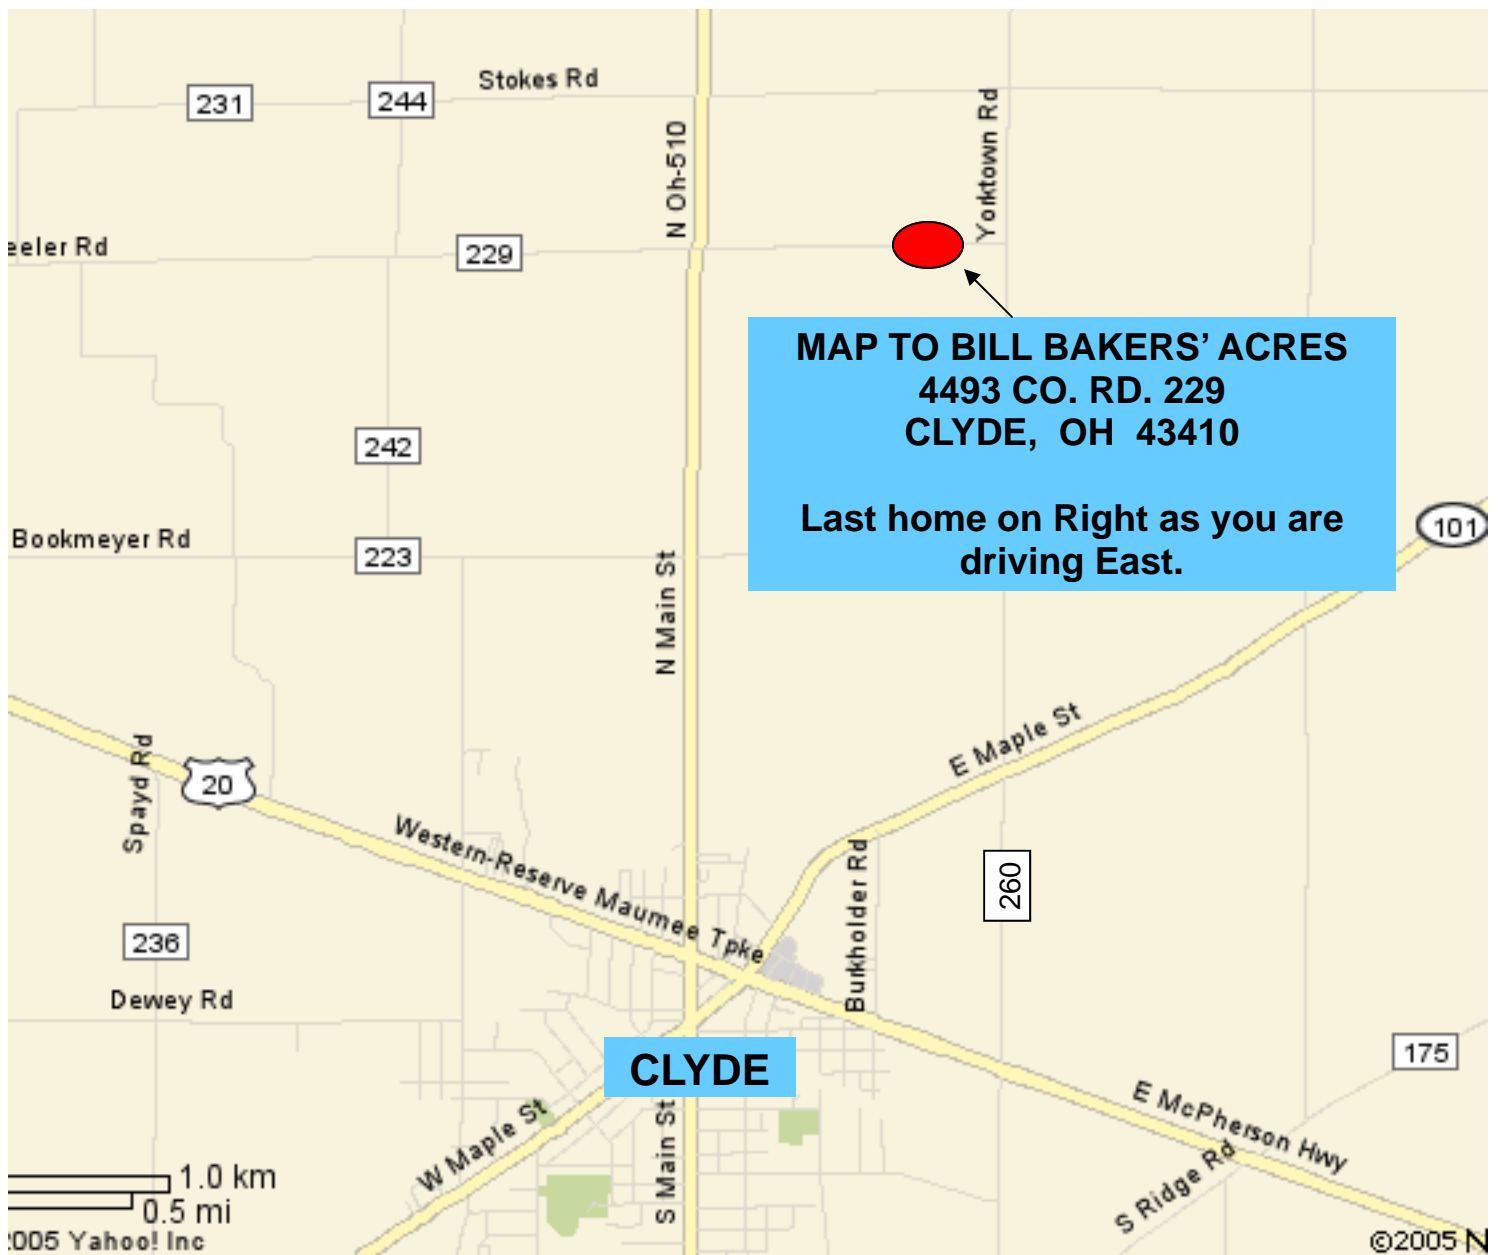 Stokes Rd
231
244
N Oh-510
Yorktown Rd
eeler Rd
229
MAP TO BILL BAKERS' ACRES
4493 CO. RD. 229
CLYDE, OH 43410
Last home on Right as you are
driving East.
242
101
Bookmeyer Rd
223
N Main St
E Maple St
Spayd Rd
20
Western-Reserve Maumee Tpke
Burkholder Rd
260
236
Dewey Rd
CLYDE
175
E McPherson Hwy
W Maple St
S Main St
S Ridge Rd
1.0 km
0.5 mi
2005 Yahoo! Inc
©2005 N